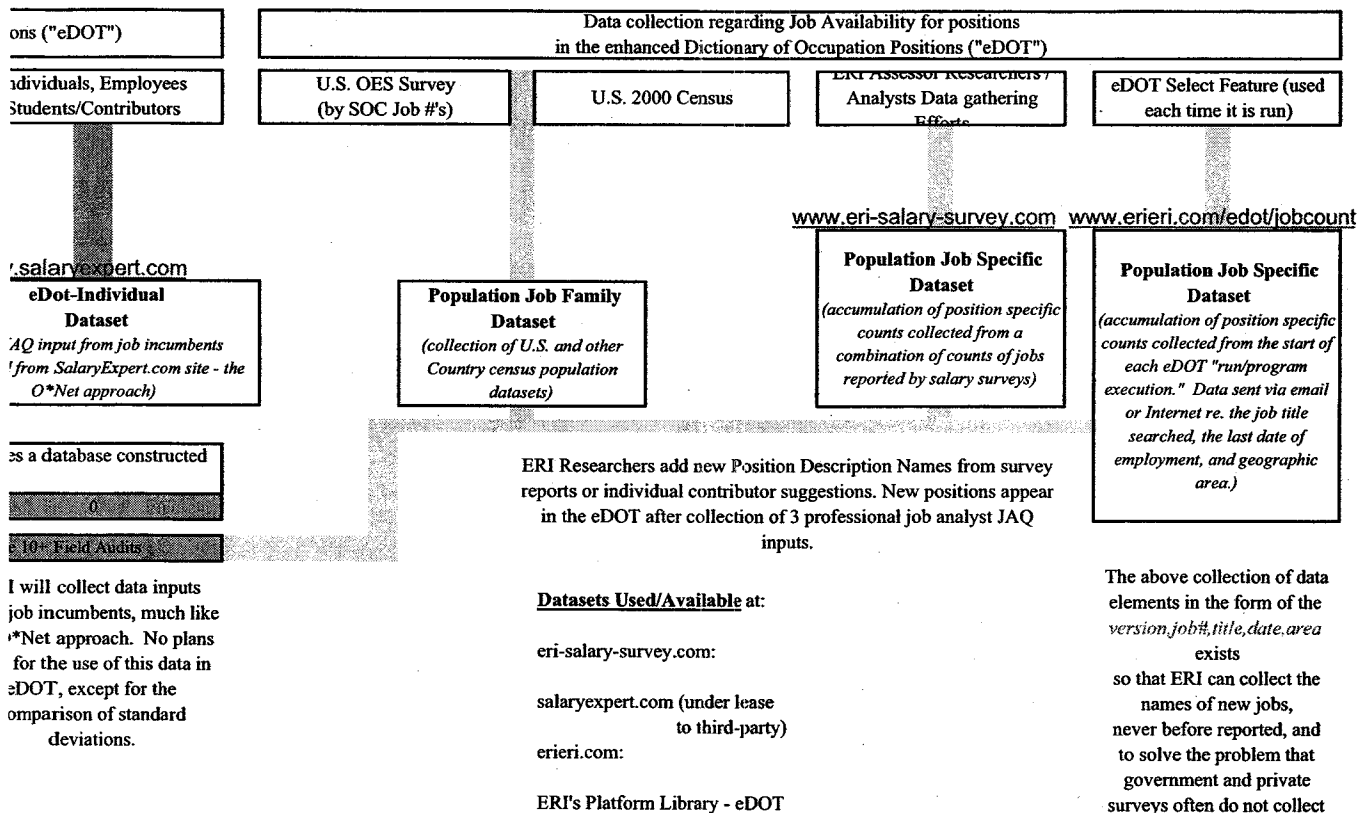 ons ("eDOT")
Data collection regarding Job Availability for positions
in the enhanced Dictionary of Occupation Positions ("eDOT")
ndividuals, Employees
Students/Contributors
U.S. OES Survey
(by SOC Job #'s)
U.S. 2000 Census
ERI Assessor Researchers /
Analysts Data gathering
Efforts
eDOT Select Feature (used
each time it is run)
.salaryexpert.com
eDot-Individual
Dataset
AQ input from job incumbents
from SalaryExpert.com site - the
O*Net approach)
Population Job Family
Dataset
(collection of U.S. and other
Country census population
datasets)
www.eri-salary-survey.com
Population Job Specific
Dataset
(accumulation of position specific
counts collected from a
combination of counts of jobs
reported by salary surveys)
www.erieri.com/edot/jobcount
Population Job Specific
Dataset
(accumulation of position specific
counts collected from the start of
each eDOT "run/program
execution." Data sent via email
or Internet re. the job title
searched, the last date of
employment, and geographic
area.)
es a database constructed
0
e 10+ Field Audits
I will collect data inputs
job incumbents, much like
*Net approach. No plans
for the use of this data in
eDOT, except for the
omparison of standard
deviations.
ERI Researchers add new Position Description Names from survey
reports or individual contributor suggestions. New positions appear
in the eDOT after collection of 3 professional job analyst JAQ
inputs.
Datasets Used/Available at:
eri-salary-survey.com:
salaryexpert.com (under lease
to third-party)
erieri.com:
ERI's Platform Library - eDOT
The above collection of data
elements in the form of the
version,job#,title,date,area
exists
so that ERI can collect the
names of new jobs,
never before reported, and
to solve the problem that
government and private
surveys often do not collect